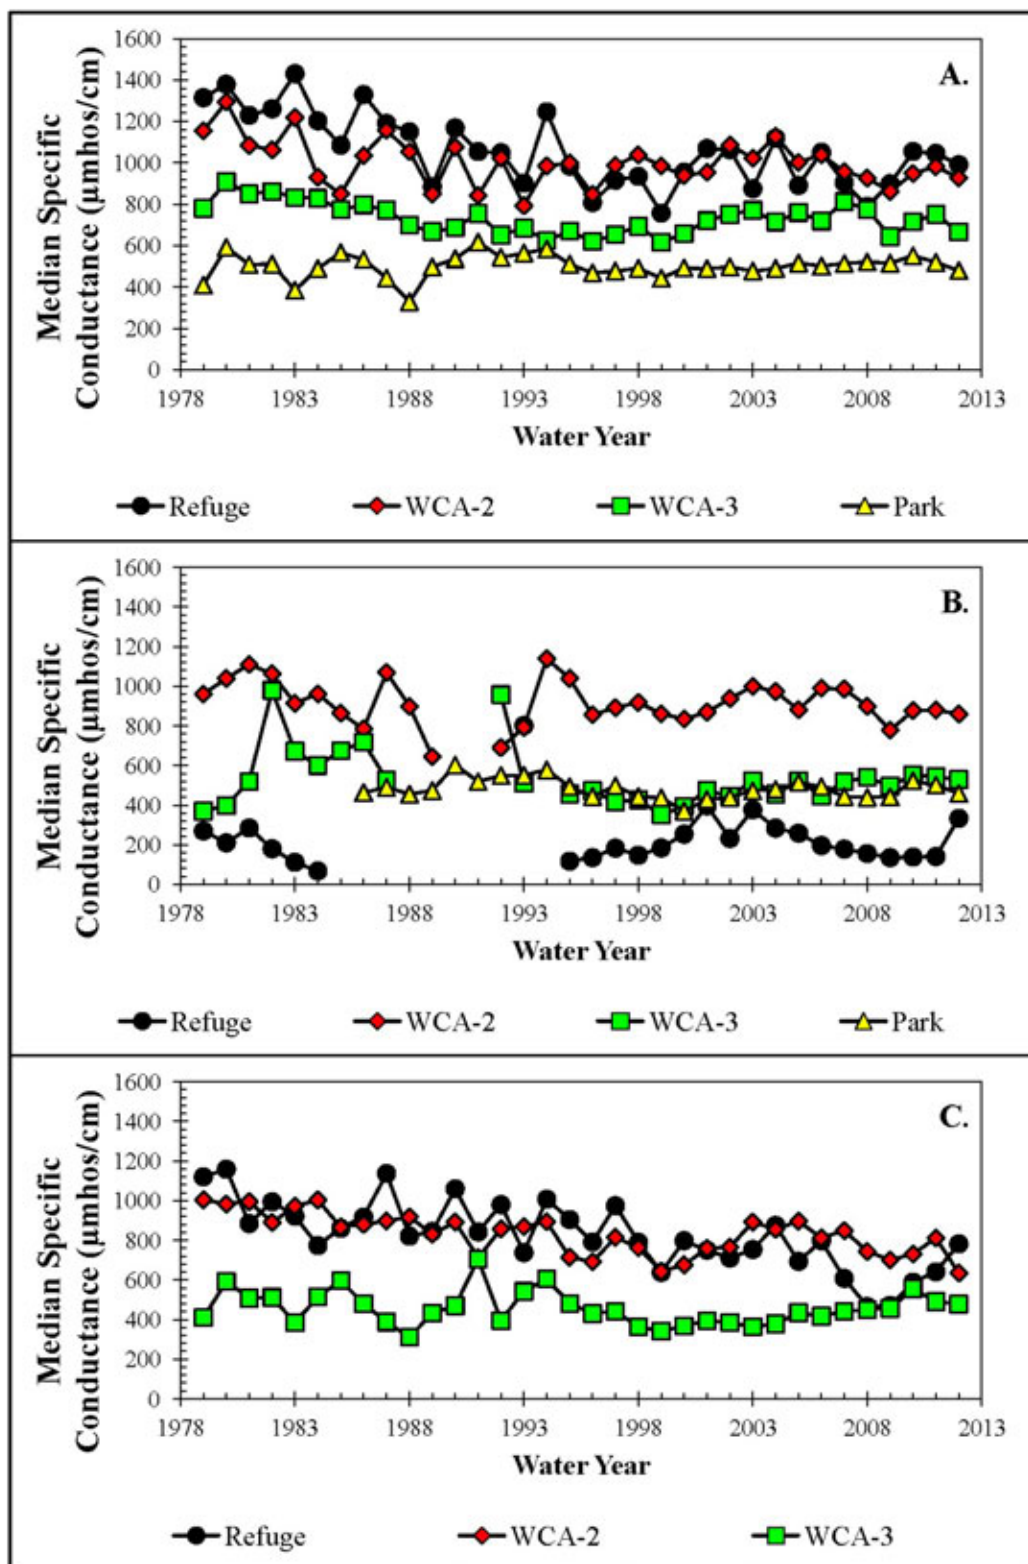 1600
1400
1200
1000
800
600
400
200
0
A.
Median Specific
Conductance (µmhos/cm)
1978 1983 1988 1993 1998 2003 2008 2013
Water Year
Refuge WCA-2 WCA-3 Park
1600
1400
1200
1000
800
600
400
200
0
B.
Median Specific
Conductance (µmhos/cm)
1978 1983 1988 1993 1998 2003 2008 2013
Water Year
Refuge WCA-2 WCA-3 Park
1600
1400
1200
1000
800
600
400
200
0
C.
Median Specific
Conductance (µmhos/cm)
1978 1983 1988 1993 1998 2003 2008 2013
Water Year
Refuge WCA-2 WCA-3